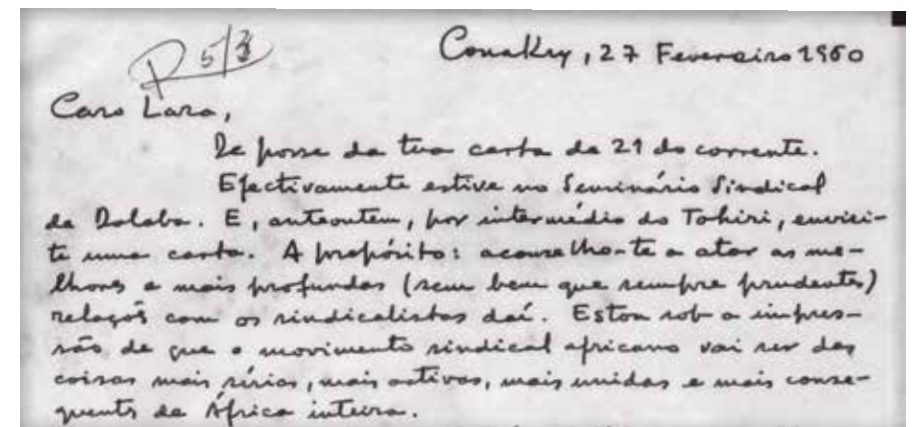 R 5/3
Conakry, 27 Fevereiro 1960
Caro Lara,
De posse da tua carta de 21 do corrente.
Efectivamente estive no Seminário Sindical
de Dalaba. E, anteontem, por intermédio do Tchiri, enviei-
te uma carta. A propósito: aconselho-te a atar as me-
lhores e mais profundas (sem bem que sempre prudentes)
relações com os sindicalistas daí. Estou sob a impres-
são de que o movimento sindical africano vai ser das
coisas mais sérias, mais activas, mais unidas e mais conse-
quentes da África inteira.